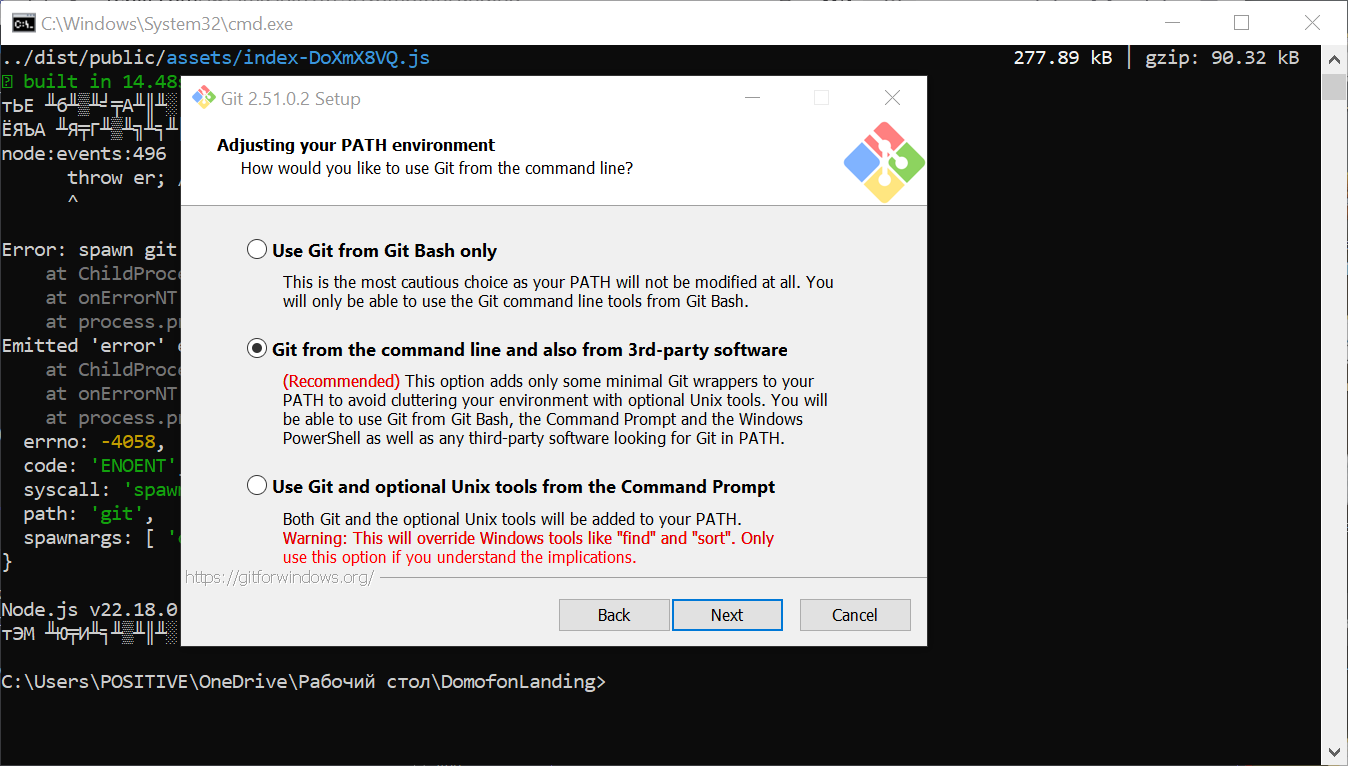 C:\Windows\System32\cmd.exe
../dist/public/assets/index-DoXmX8VQ.js 277.89 kB │ gzip: 90.32 kB
built in 14.48s
node:events:496
throw er; /
^
Error: spawn git
at ChildProce
at onErrorNT
at process.pr
Emitted 'error' e
at ChildProce
at onErrorNT
at process.pr
errno: -4058,
code: 'ENOENT',
syscall: 'spawn
path: 'git',
spawnargs: [ 'c
}
Node.js v22.18.0
C:\Users\POSITIVE\OneDrive\Рабочий стол\DomofonLanding>
Git 2.51.0.2 Setup
Adjusting your PATH environment
How would you like to use Git from the command line?
Use Git from Git Bash only
This is the most cautious choice as your PATH will not be modified at all. You
will only be able to use the Git command line tools from Git Bash.
Git from the command line and also from 3rd-party software
(Recommended) This option adds only some minimal Git wrappers to your
PATH to avoid cluttering your environment with optional Unix tools. You will
be able to use Git from Git Bash, the Command Prompt and the Windows
PowerShell as well as any third-party software looking for Git in PATH.
Use Git and optional Unix tools from the Command Prompt
Both Git and the optional Unix tools will be added to your PATH.
Warning: This will override Windows tools like "find" and "sort". Only
use this option if you understand the implications.
https://gitforwindows.org/
Back
Next
Cancel